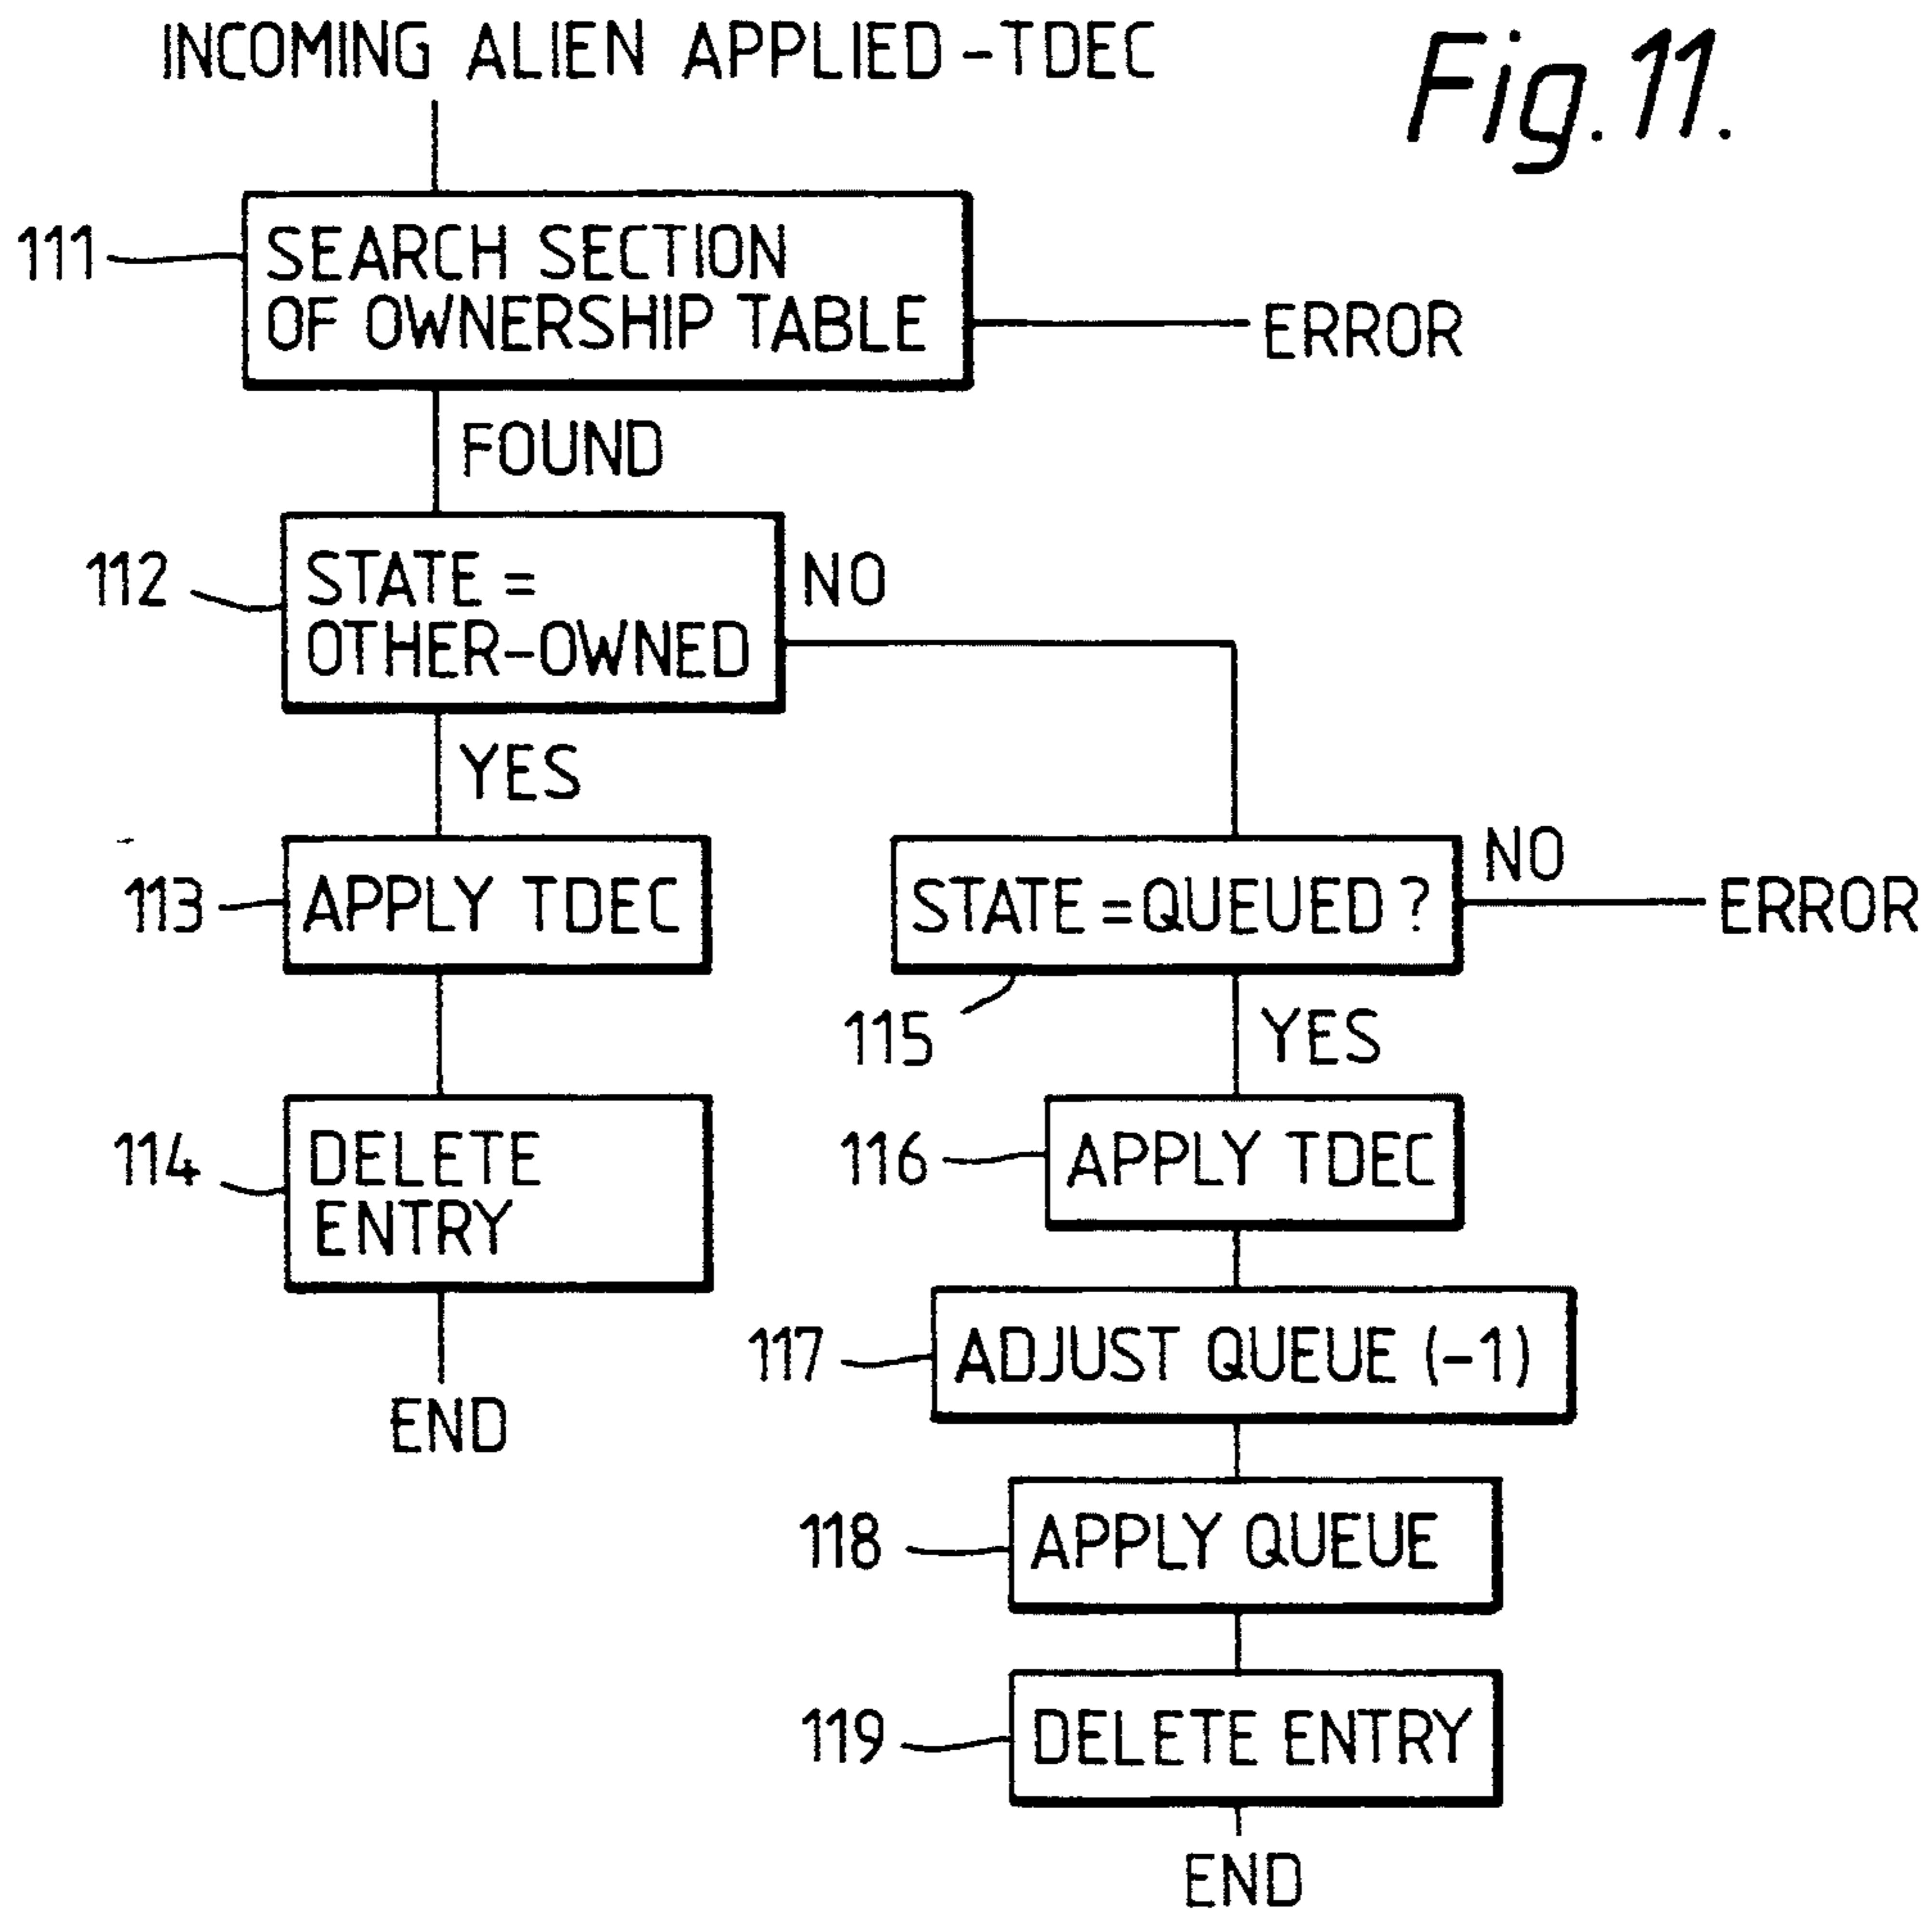 INCOMING ALIEN APPLIED-TDEC
Fig.11.
111
SEARCH SECTION
OF OWNERSHIP TABLE
ERROR
FOUND
112
STATE =
OTHER-OWNED
NO
YES
113
APPLY TDEC
STATE =QUEUED ?
NO
ERROR
115
YES
114
DELETE
ENTRY
END
116
APPLY TDEC
117
ADJUST QUEUE (-1)
118
APPLY QUEUE
119
DELETE ENTRY
END